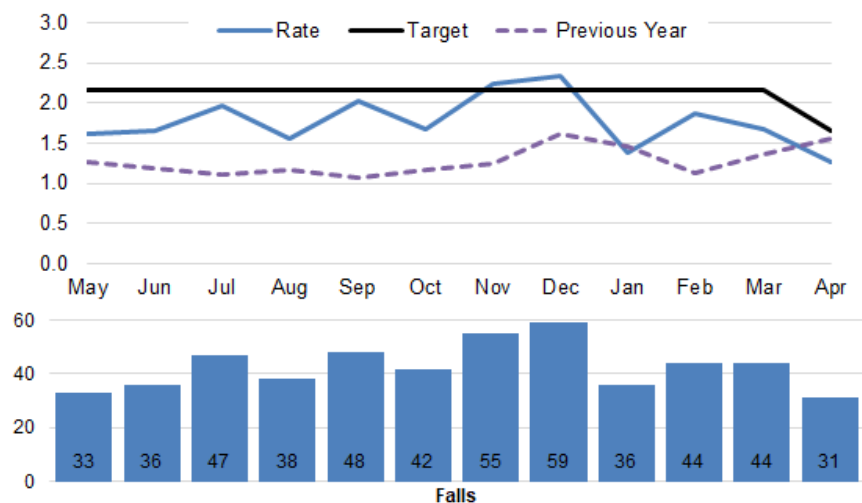 3.0
Rate Target Previous Year
2.5
2.0
1.5
1.0
0.5
0.0
May Jun Jul Aug Sep Oct Nov Dec Jan Feb Mar Apr
60
40
20
33 36 47 38 48 42 55 59 36 44 44 31
0
Falls